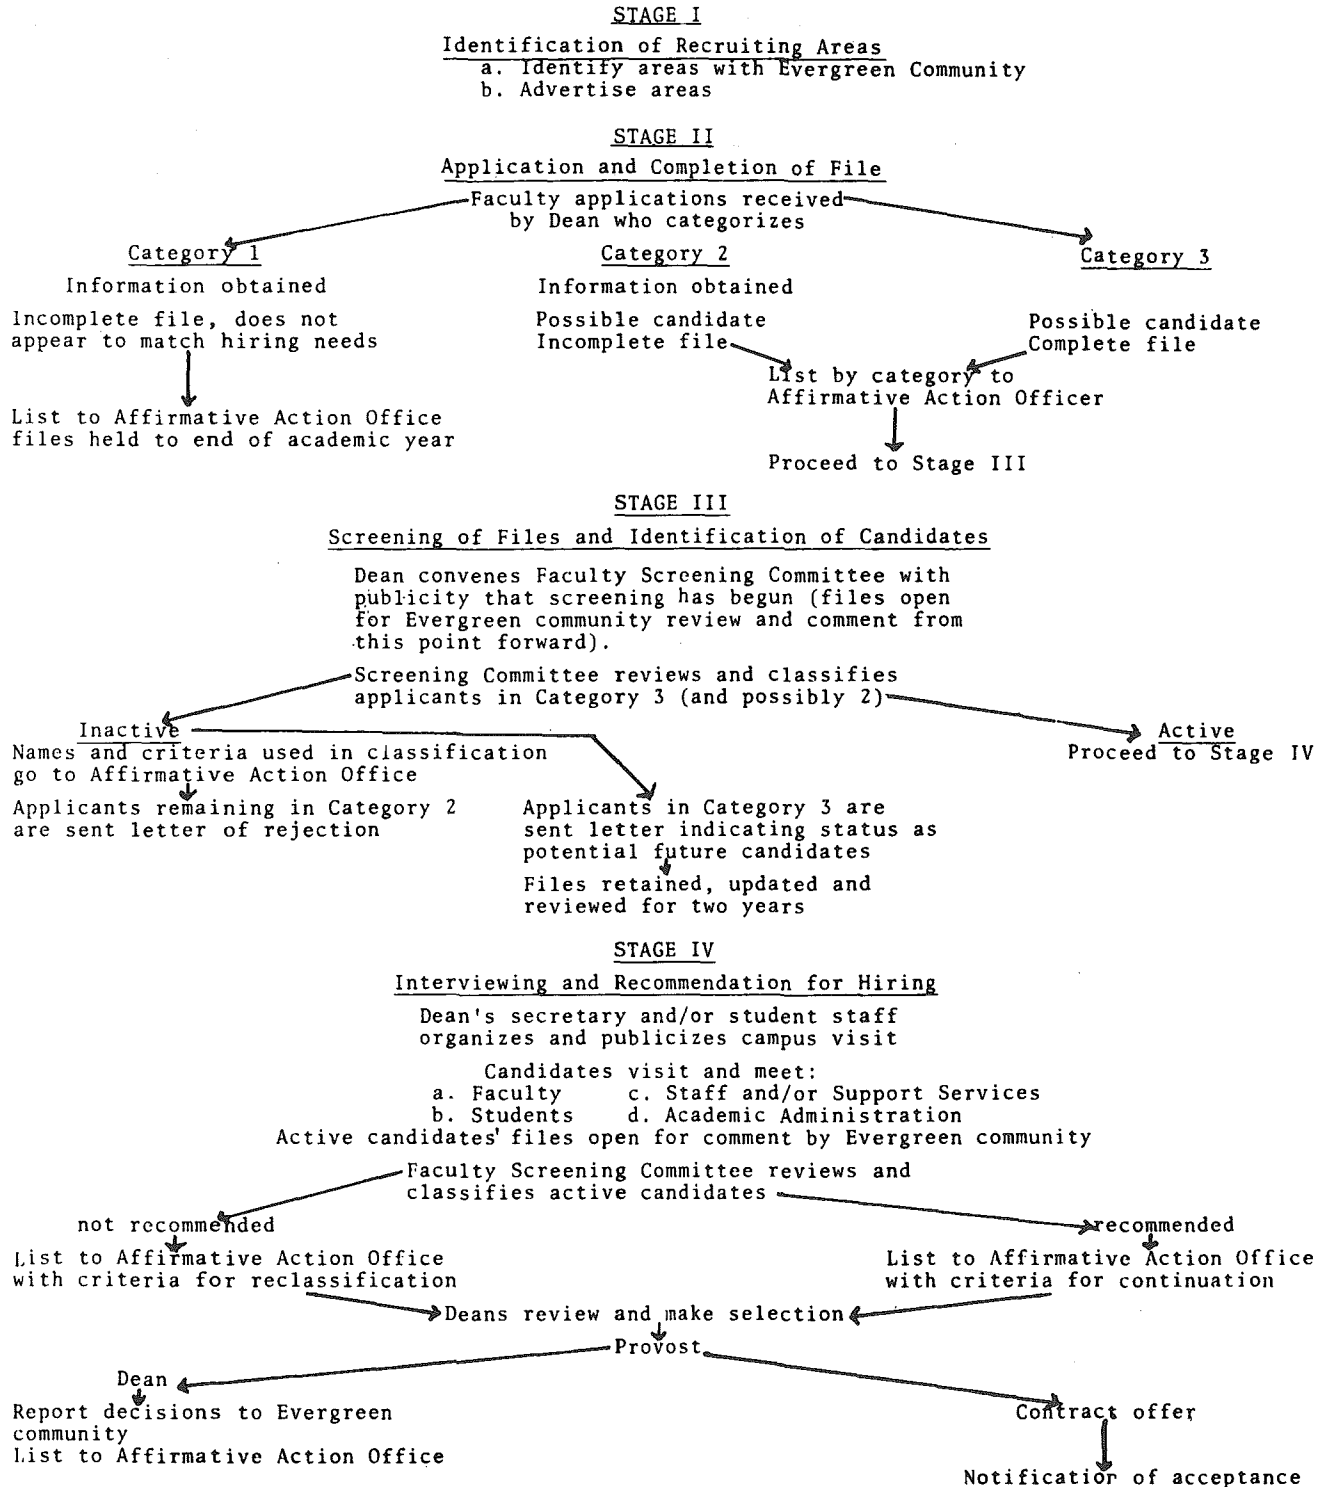 STAGE I
Identification of Recruiting Areas
a. Identify areas with Evergreen Community
b. Advertise areas
STAGE II
Application and Completion of File
Faculty applications received
by Dean who categorizes
Category 1
Information obtained
Incomplete file, does not
appear to match hiring needs
List to Affirmative Action Office
files held to end of academic year
Category 2
Information obtained
Possible candidate
Incomplete file
Category 3
Possible candidate
Complete file
List by category to
Affirmative Action Officer
Proceed to Stage III
STAGE III
Screening of Files and Identification of Candidates
Dean convenes Faculty Screening Committee with
publicity that screening has begun (files open
for Evergreen community review and comment from
this point forward).
Screening Committee reviews and classifies
applicants in Category 3 (and possibly 2)
Inactive
Names and criteria used in classification
go to Affirmative Action Office
Applicants remaining in Category 2
are sent letter of rejection
Applicants in Category 3 are
sent letter indicating status as
potential future candidates
Files retained, updated and
reviewed for two years
Active
Proceed to Stage IV
STAGE IV
Interviewing and Recommendation for Hiring
Dean's secretary and/or student staff
organizes and publicizes campus visit
Candidates visit and meet:
a. Faculty c. Staff and/or Support Services
b. Students d. Academic Administration
Active candidates' files open for comment by Evergreen community
Faculty Screening Committee reviews and
classifies active candidates
not recommended
List to Affirmative Action Office
with criteria for reclassification
recommended
List to Affirmative Action Office
with criteria for continuation
Deans review and make selection
Provost
Dean
Report decisions to Evergreen
community
List to Affirmative Action Office
Contract offer
Notification of acceptance